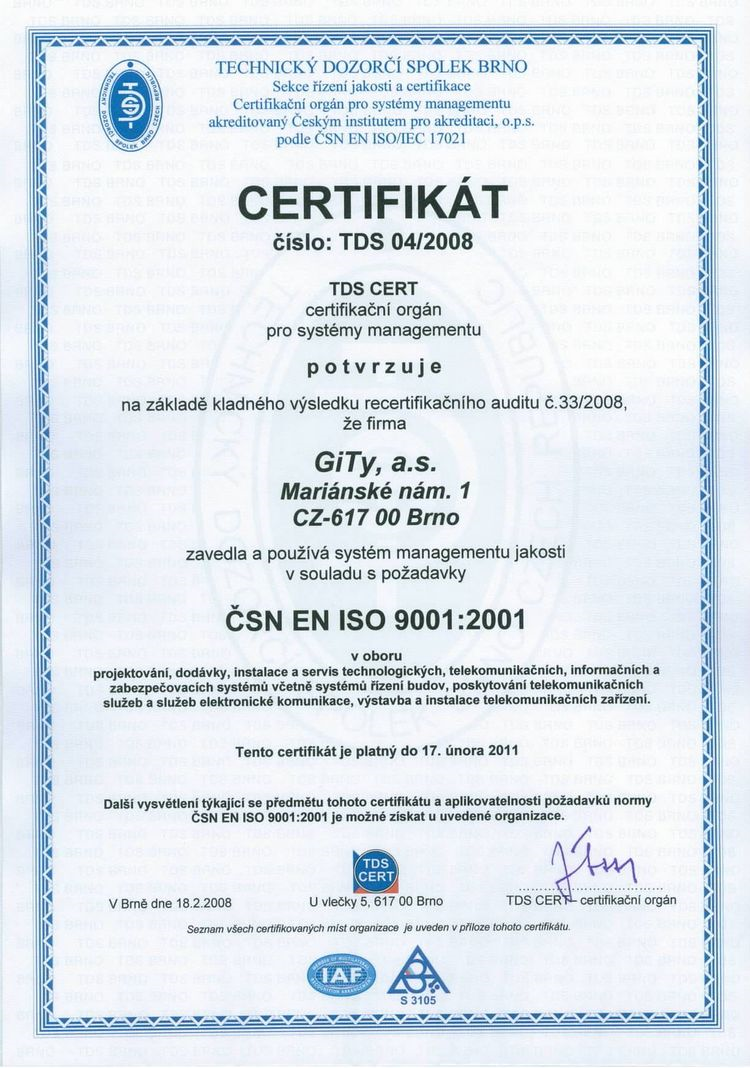 TECHNICKÝ DOZORČÍ SPOLEK BRNO
Sekce řízení jakosti a certifikace
Certifikační orgán pro systémy managementu
akreditovaný Českým institutem pro akreditaci, o.p.s.
podle ČSN EN ISO/IEC 17021
TECHNICKÝ DOZORČÍ SPOLEK BRNO CZECH REPUBLIC
TDS
CERTIFIKÁT
číslo: TDS 04/2008
TDS CERT
certifikační orgán
pro systémy managementu
potvrzuje
na základě kladného výsledku recertifikačního auditu č.33/2008,
že firma
GiTy, a.s.
Mariánské nám. 1
CZ-617 00 Brno
zavedla a používá systém managementu jakosti
v souladu s požadavky
ČSN EN ISO 9001:2001
v oboru
projektování, dodávky, instalace a servis technologických, telekomunikačních, informačních a
zabezpečovacích systémů včetně systémů řízení budov, poskytování telekomunikačních
služeb a služeb elektronické komunikace, výstavba a instalace telekomunikačních zařízení.
Tento certifikát je platný do 17. února 2011
Další vysvětlení týkající se předmětu tohoto certifikátu a aplikovatelnosti požadavků normy
ČSN EN ISO 9001:2001 je možné získat u uvedené organizace.
TDS
CERT
V Brně dne 18.2.2008
U vlečky 5, 617 00 Brno
TDS CERT – certifikační orgán
Seznam všech certifikovaných míst organizace je uveden v příloze tohoto certifikátu.
IAF
S 3105